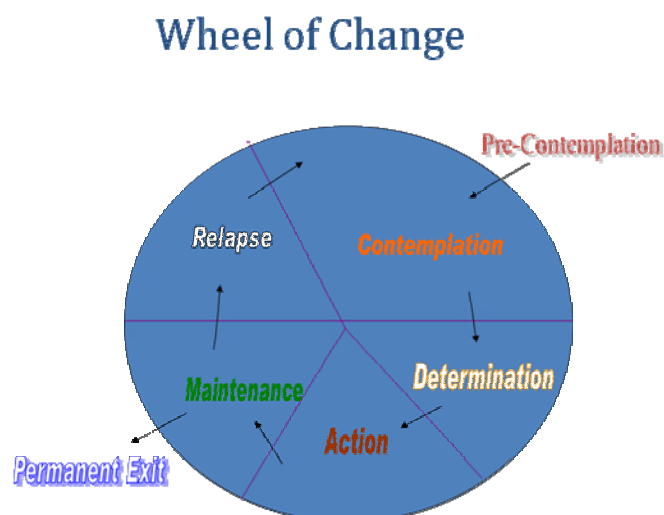 Wheel of Change
Pre-Contemplation
Relapse
Contemplation
Determination
Maintenance
Action
Permanent Exit